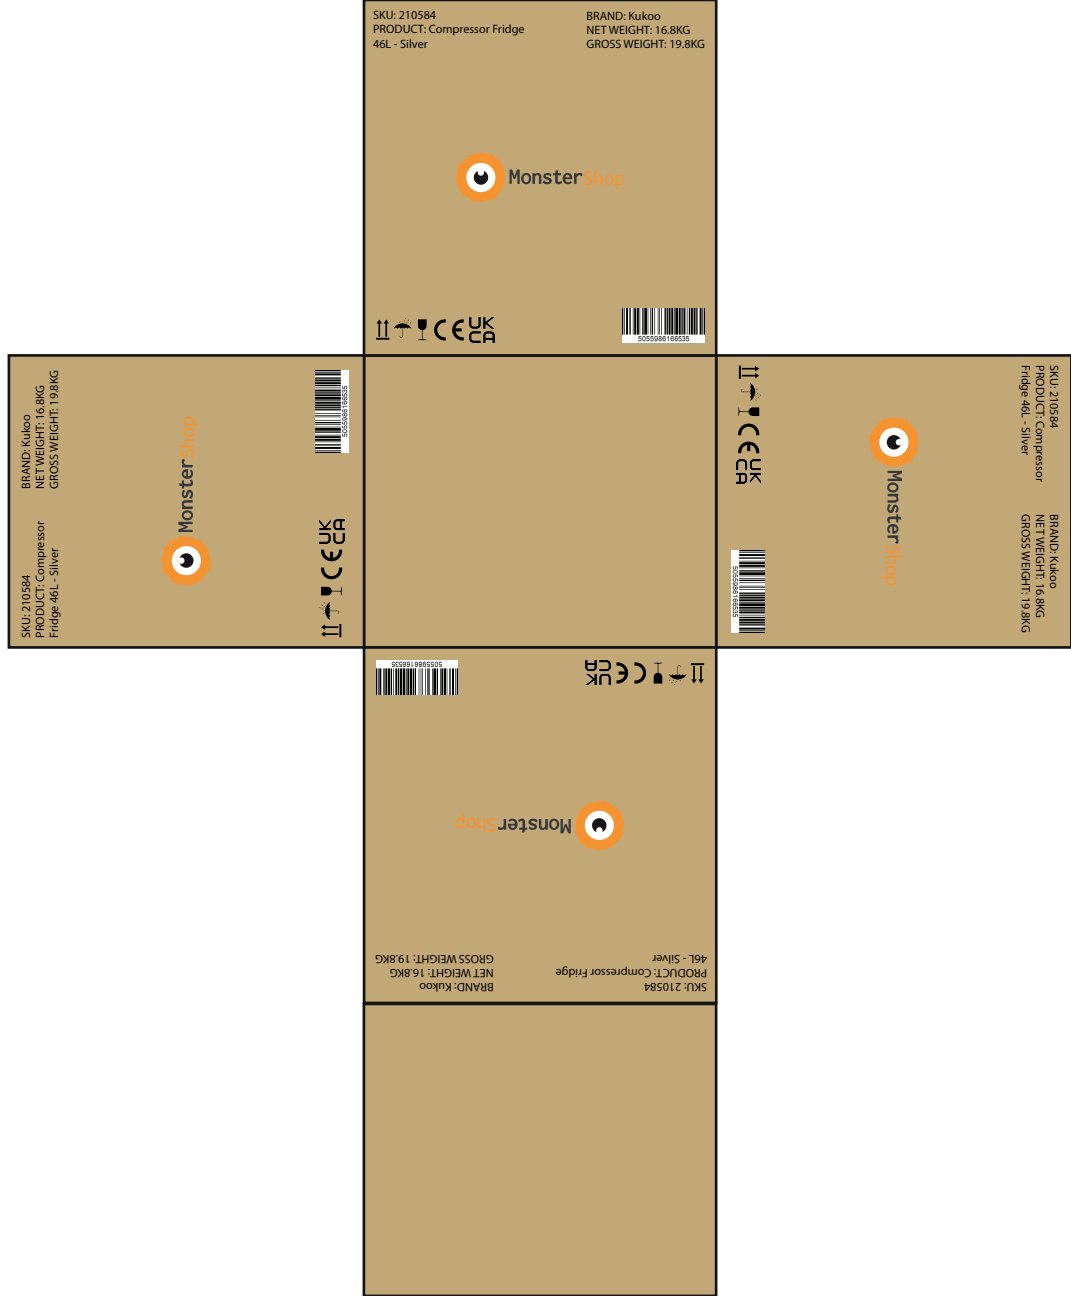 SKU: 210584
PRODUCT: Compressor Fridge
46L - Silver
BRAND: Kukoo
NET WEIGHT: 16.8KG
GROSS WEIGHT: 19.8KG
MonsterShop
CE UK
CA
5055986166535
SKU: 210584
PRODUCT: Compressor
Fridge 46L - Silver
BRAND: Kukoo
NET WEIGHT: 16.8KG
GROSS WEIGHT: 19.8KG
MonsterShop
CE UK
CA
5055986166535
SKU: 210584
PRODUCT: Compressor
Fridge 46L - Silver
BRAND: Kukoo
NET WEIGHT: 16.8KG
GROSS WEIGHT: 19.8KG
MonsterShop
CE UK
CA
5055986166535
SKU: 210584
PRODUCT: Compressor Fridge
46L - Silver
BRAND: Kukoo
NET WEIGHT: 16.8KG
GROSS WEIGHT: 19.8KG
MonsterShop
CE UK
CA
5055986166535